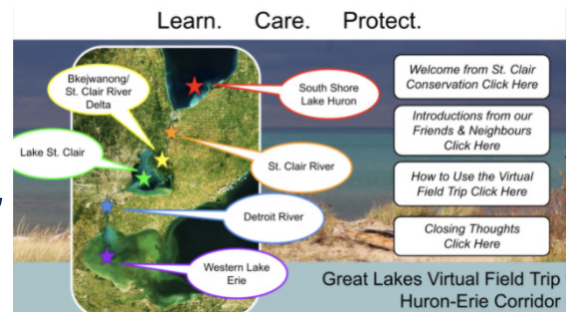 Learn. Care. Protect.
Bkejwanong/
St. Clair River
Delta
South Shore
Lake Huron
Lake St. Clair
St. Clair River
Detroit River
Western Lake
Erie
Welcome from St. Clair
Conservation Click Here
Introductions from our
Friends & Neighbours
Click Here
How to Use the Virtual
Field Trip Click Here
Closing Thoughts
Click Here
Great Lakes Virtual Field Trip
Huron-Erie Corridor